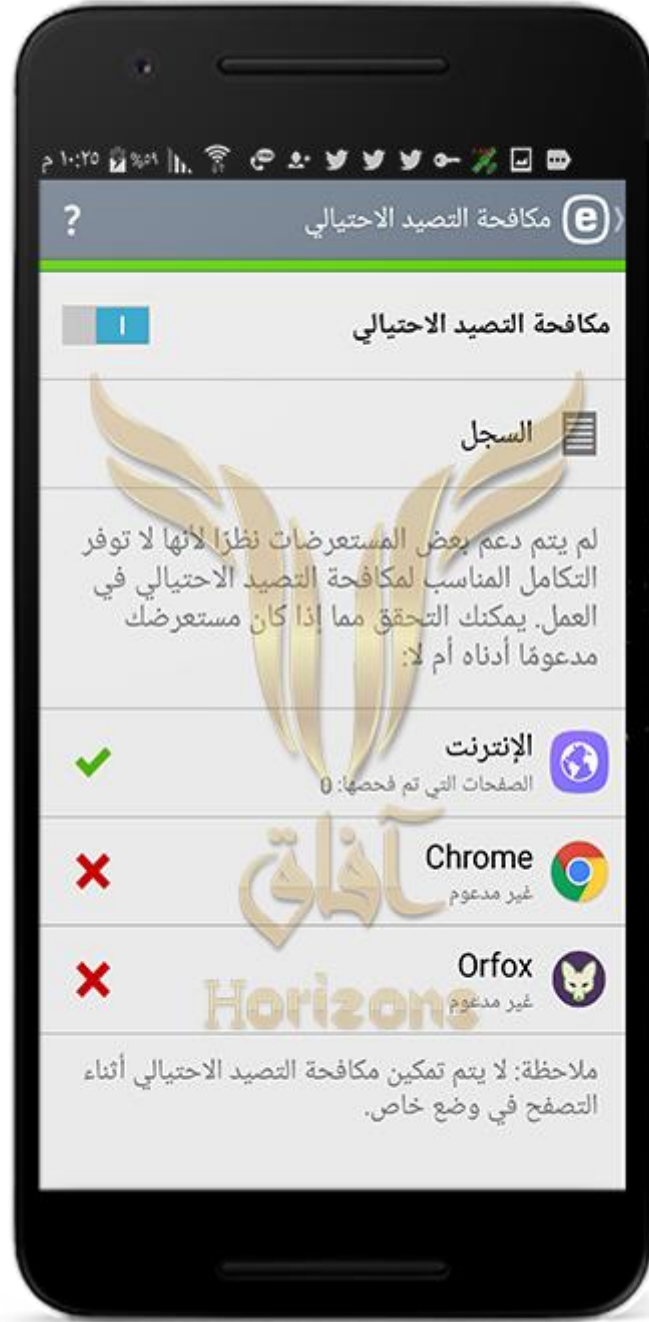 ١٠:٢٥ م ٥٩%
مكافحة التصيد الاحتيالي ?
مكافحة التصيد الاحتيالي
السجل
لم يتم دعم بعض المستعرضات نظرًا لأنها لا توفر
التكامل المناسب لمكافحة التصيد الاحتيالي في
العمل. يمكنك التحقق مما إذا كان مستعرضك
مدعومًا أدناه أم لا:
الإنترنت
الصفحات التي تم فحصها: 0
Chrome
غير مدعوم
Orfox
غير مدعوم
آفاق
Horizons
ملاحظة: لا يتم تمكين مكافحة التصيد الاحتيالي أثناء
التصفح في وضع خاص.